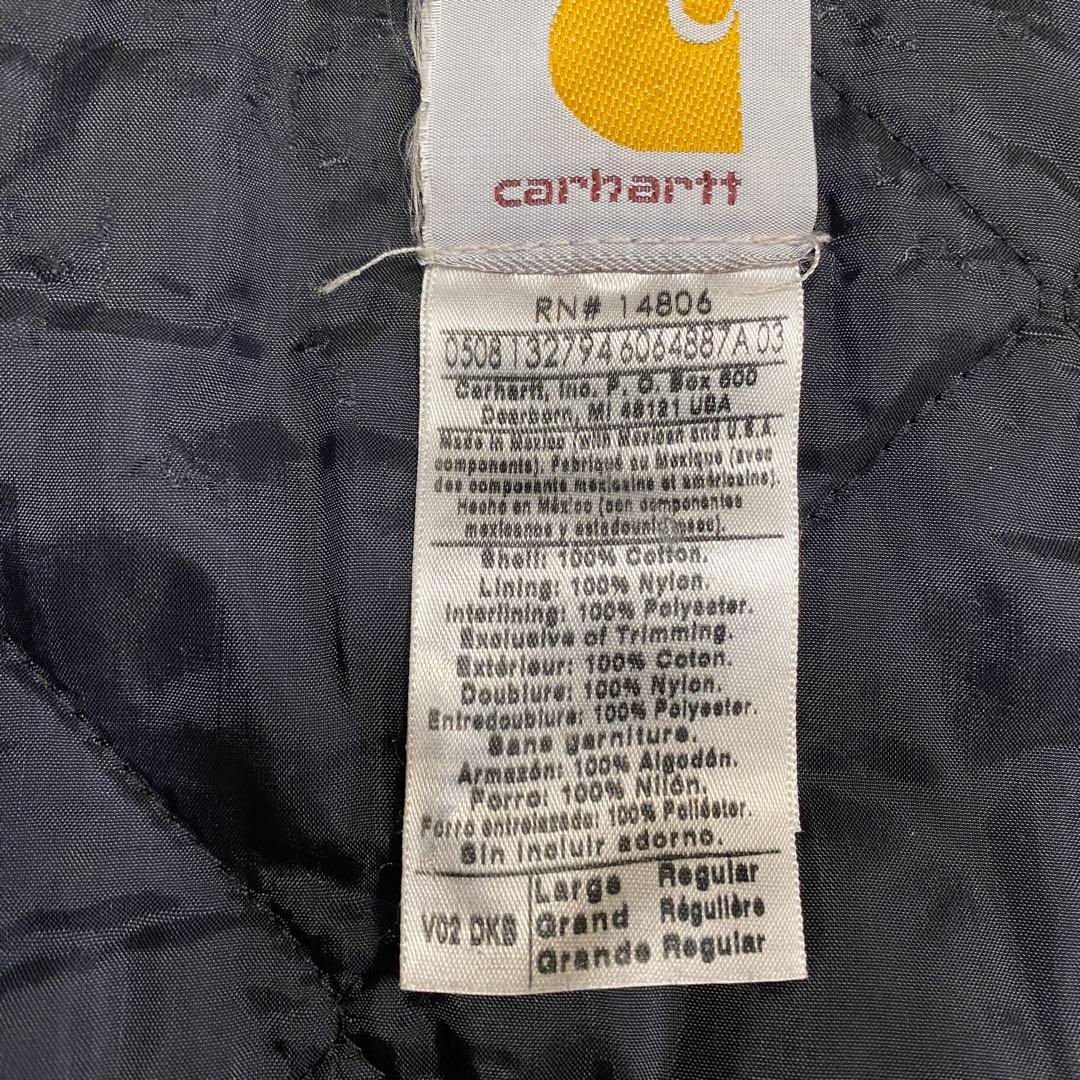 carhartt
RN# 14806
0508 132794 6064887A 03
Carhartt, Inc. P. O. Box 600
Dearborn, MI 48121 USA
Made in Mexico (with Mexican and U.S.A.
components). Fabriqué au Mexique (avec
des composants mexicains et américains).
Hecho en México (con componentes
mexicanos y estadounidenses).
Shell: 100% Cotton.
Lining: 100% Nylon.
Interlining: 100% Polyester.
Exclusive of Trimming.
Extérieur: 100% Coton.
Doublure: 100% Nylon.
Entredoublure: 100% Polyester.
Sans garniture.
Armazón: 100% Algodón.
Forro: 100% Nilón.
Forro entrelazado: 100% Poliéster.
Sin incluir adorno.
V02 DKB
Large Regular
Grand Régulière
Grande Regular